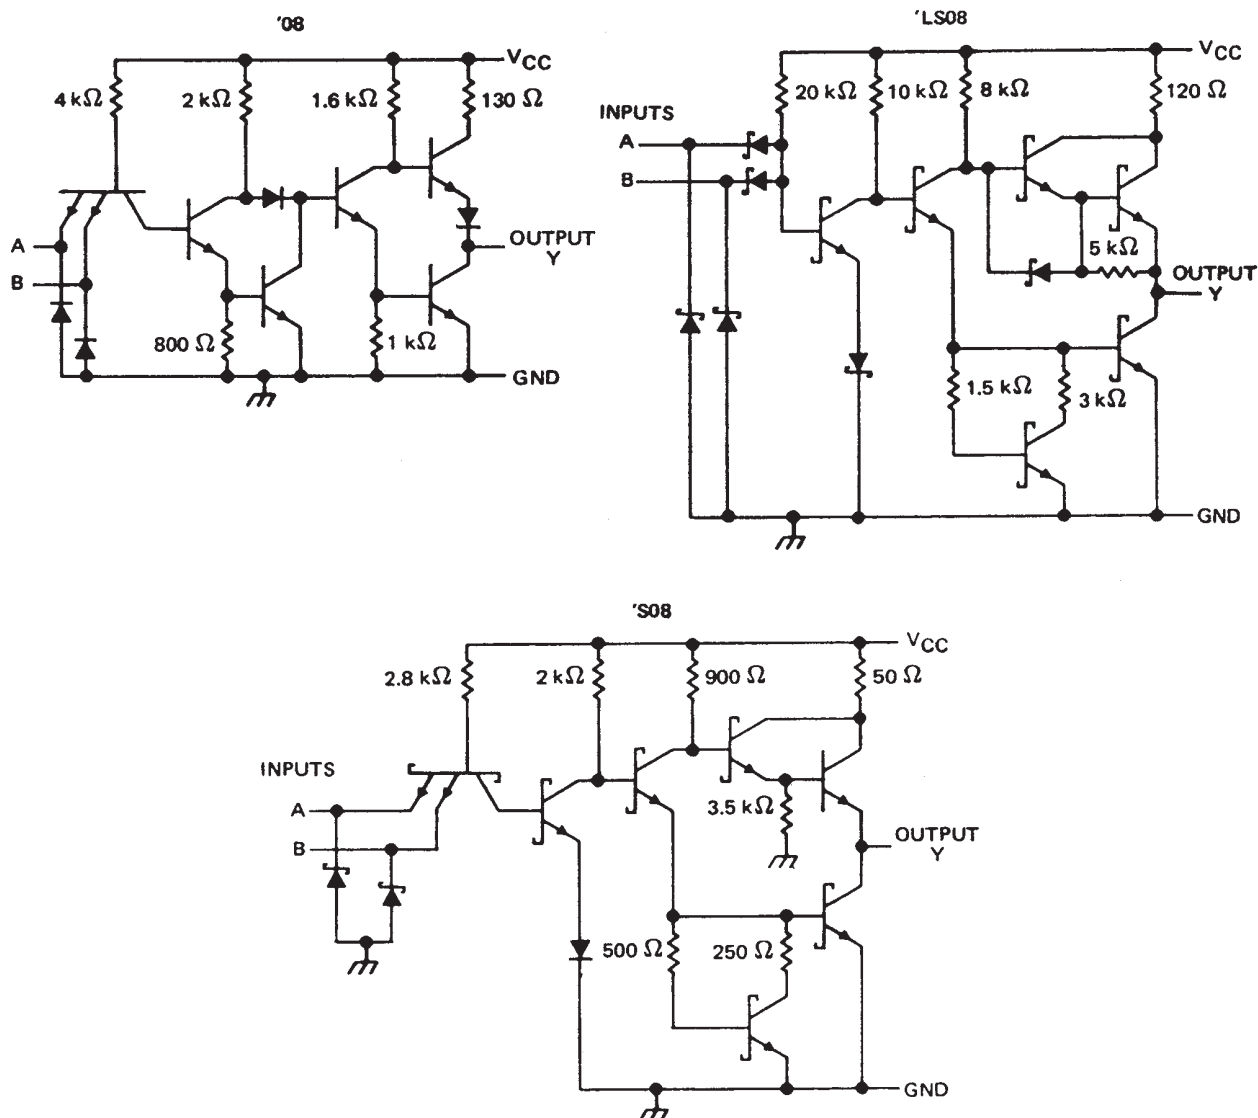 '08
VCC
4 kΩ
2 kΩ
1.6 kΩ
130 Ω
A
B
OUTPUT
Y
800 Ω
1 kΩ
GND
'LS08
VCC
20 kΩ
10 kΩ
8 kΩ
120 Ω
INPUTS
A
B
5 kΩ
OUTPUT
Y
1.5 kΩ
3 kΩ
GND
'S08
VCC
2.8 kΩ
2 kΩ
900 Ω
50 Ω
INPUTS
A
B
3.5 kΩ
OUTPUT
Y
500 Ω
250 Ω
GND